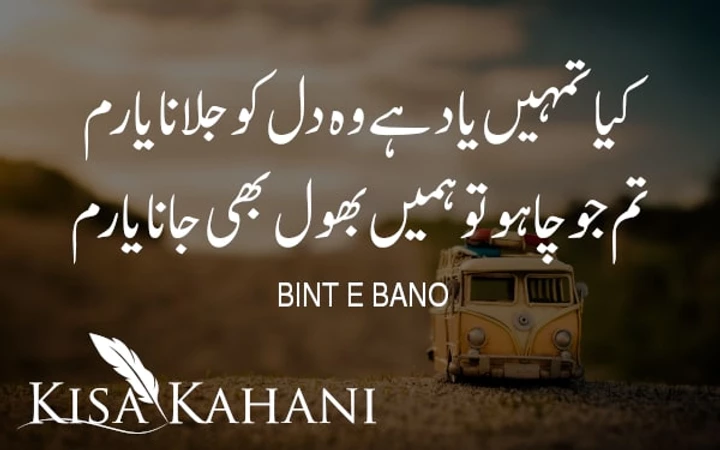 کیا تمہیں یاد ہے وہ دل کو جلانا یارم
تم جو چاہو تو ہمیں بھول بھی جانا یارم
BINT E BANO
KISA KAHANI